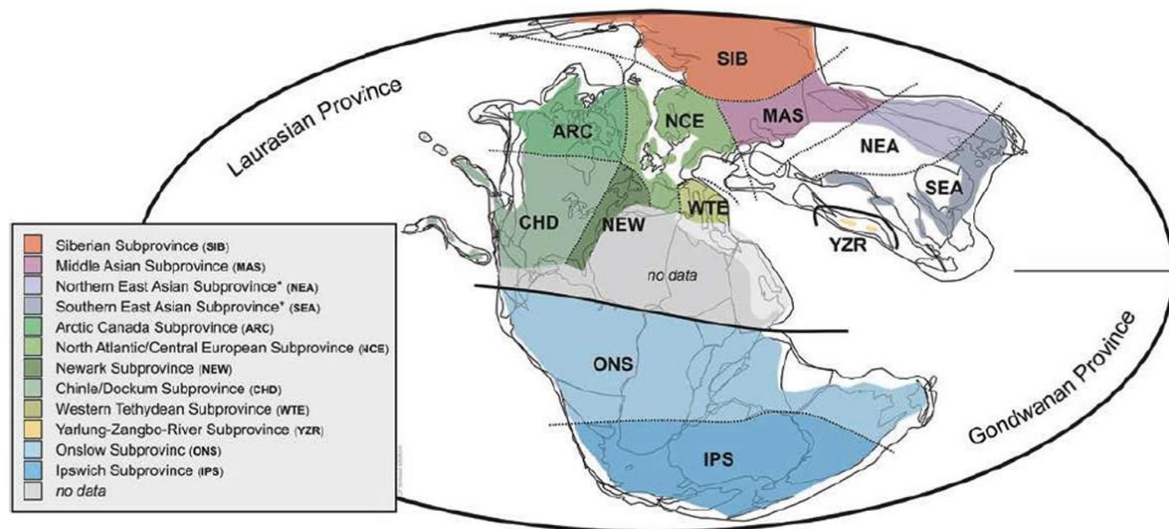 Laurasian Province
SIB
ARC
NCE
MAS
NEA
SEA
CHD
NEW
WTE
YZR
no data
ONS
IPS
Gondwanan Province
Siberian Subprovince (SIB)
Middle Asian Subprovince (MAS)
Northern East Asian Subprovince* (NEA)
Southern East Asian Subprovince* (SEA)
Arctic Canada Subprovince (ARC)
North Atlantic/Central European Subprovince (NCE)
Newark Subprovince (NEW)
Chinle/Dockum Subprovince (CHD)
Western Tethydean Subprovince (WTE)
Yarlung-Zangbo-River Subprovince (YZR)
Onslow Subprovinc (ONS)
Ipswich Subprovince (IPS)
no data